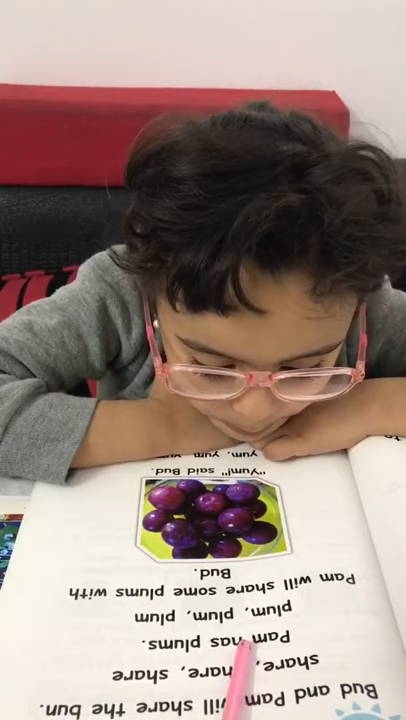 Bud and Pam will share the bun.
share, share, share
Pam has plums.
plum, plum, plum
Pam will share some plums with
Bud.
"Yum!" said Bud.
yum, yum, yum
to